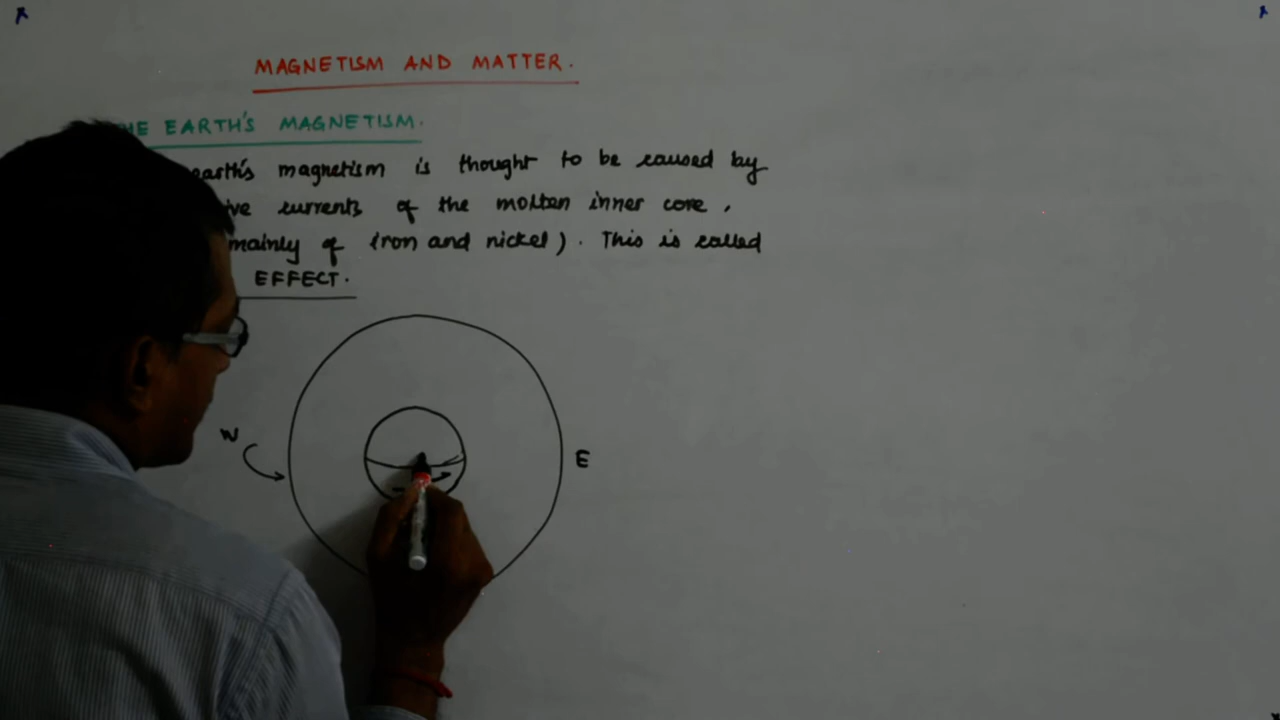 MAGNETISM AND MATTER.
HE EARTH'S MAGNETISM.
earth's magnetism is thought to be caused by
ive currents of the molten inner core,
mainly of iron and nickel). This is called
EFFECT.
W
E